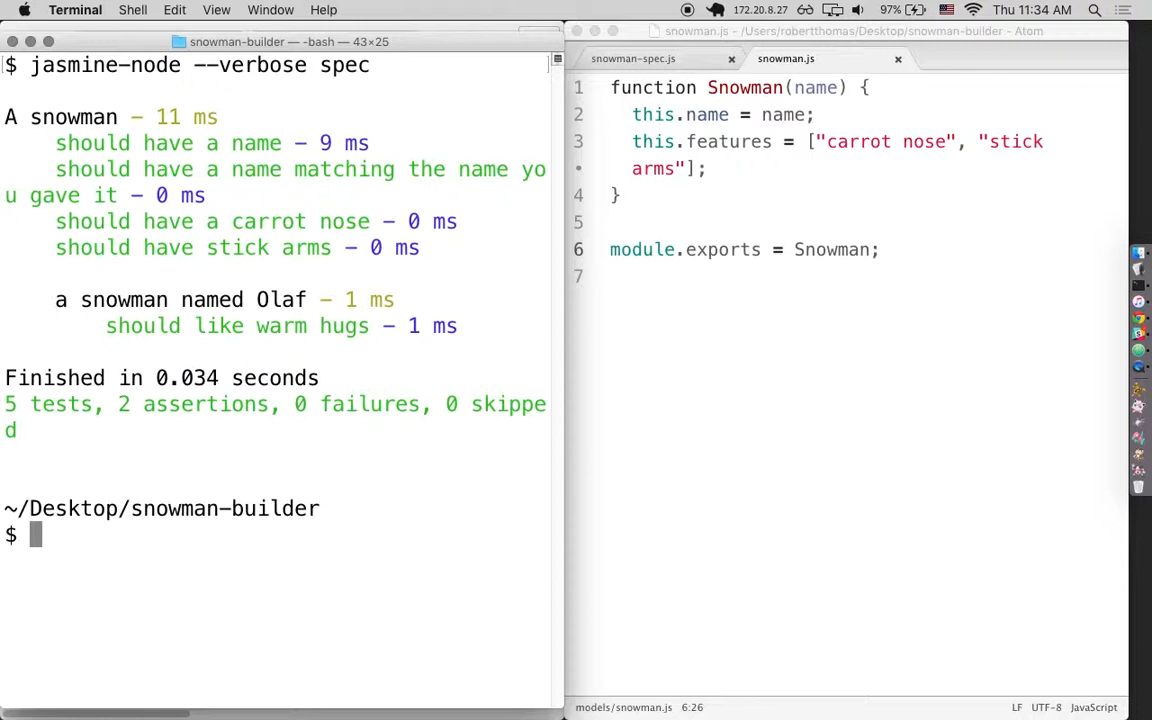 Terminal Shell Edit View Window Help 172.20.8.27 97% Thu 11:34 AM
snowman-builder — -bash — 43×25
$ jasmine-node --verbose spec
A snowman - 11 ms
should have a name - 9 ms
should have a name matching the name yo
u gave it - 0 ms
should have a carrot nose - 0 ms
should have stick arms - 0 ms
a snowman named Olaf - 1 ms
should like warm hugs - 1 ms
Finished in 0.034 seconds
5 tests, 2 assertions, 0 failures, 0 skippe
d
~/Desktop/snowman-builder
$
snowman.js - /Users/robertthomas/Desktop/snowman-builder - Atom
snowman-spec.js snowman.js
1 function Snowman(name) {
2 this.name = name;
3 this.features = ["carrot nose", "stick
• arms"];
4 }
5
6 module.exports = Snowman;
7
models/snowman.js 6:26 LF UTF-8 JavaScript